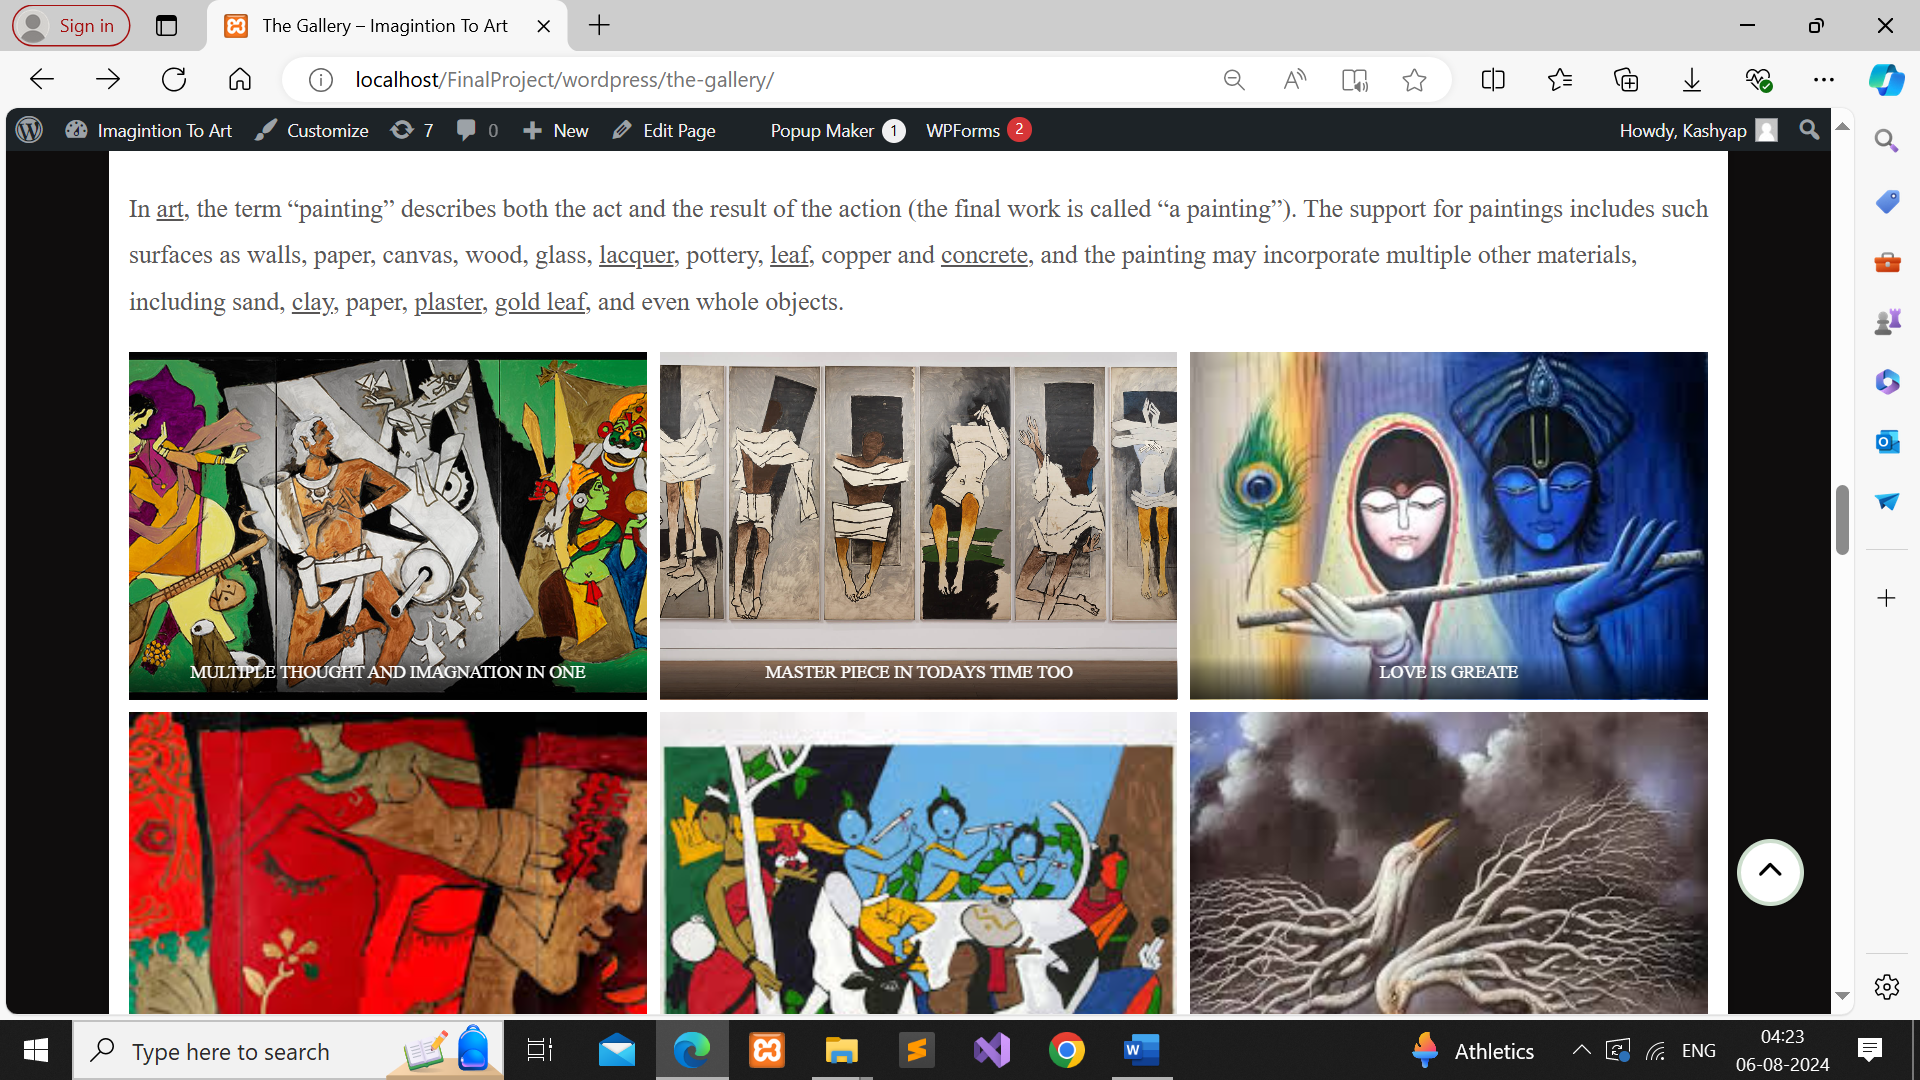 Sign in
The Gallery – Imagintion To Art
localhost/FinalProject/wordpress/the-gallery/
Imagintion To Art Customize 7 0 New Edit Page Popup Maker 1 WPForms 2 Howdy, Kashyap
In art, the term “painting” describes both the act and the result of the action (the final work is called “a painting”). The support for paintings includes such
surfaces as walls, paper, canvas, wood, glass, lacquer, pottery, leaf, copper and concrete, and the painting may incorporate multiple other materials,
including sand, clay, paper, plaster, gold leaf, and even whole objects.
MULTIPLE THOUGHT AND IMAGNATION IN ONE
MASTER PIECE IN TODAYS TIME TOO
LOVE IS GREATE
Type here to search
Athletics
ENG
04:23
06-08-2024